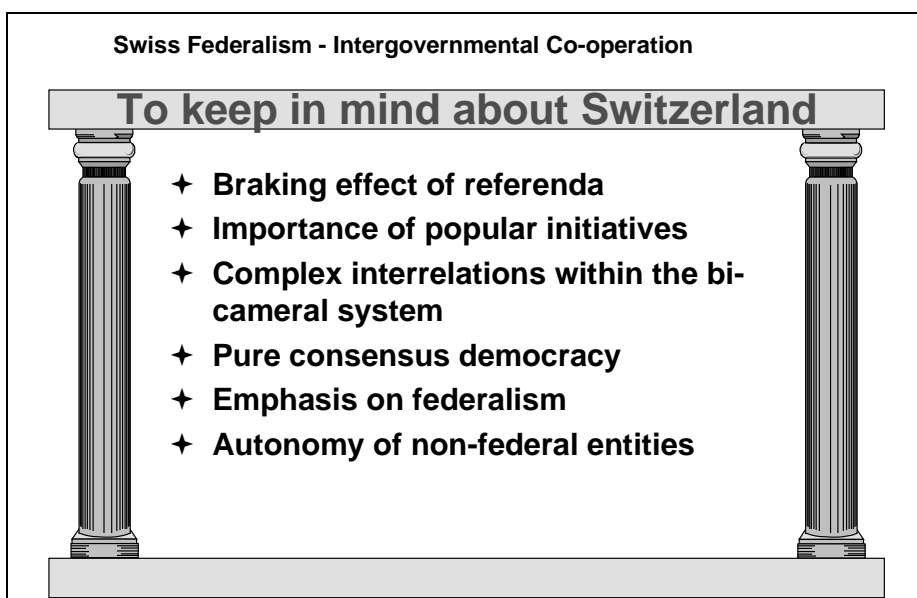 Swiss Federalism - Intergovernmental Co-operation
To keep in mind about Switzerland
Braking effect of referenda
Importance of popular initiatives
Complex interrelations within the bi-
cameral system
Pure consensus democracy
Emphasis on federalism
Autonomy of non-federal entities